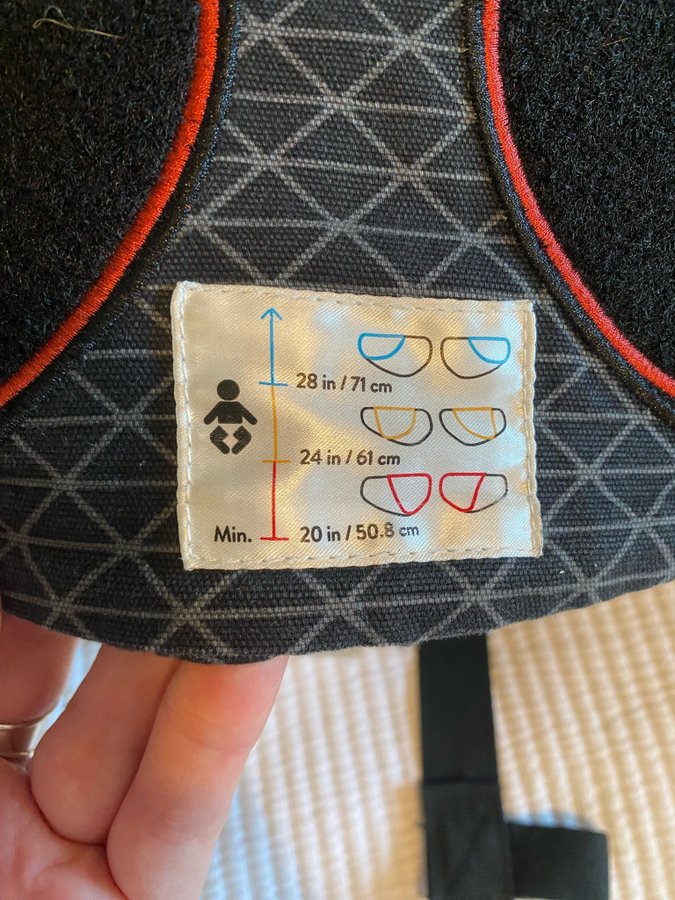 28 in / 71 cm
24 in / 61 cm
Min. 20 in / 50.8 cm